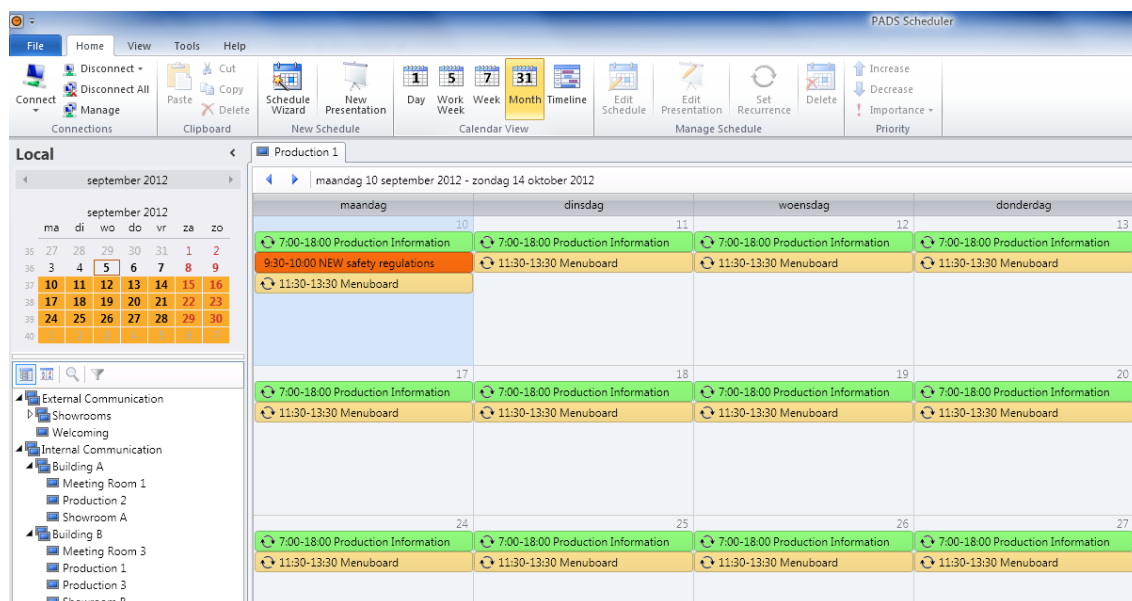 PADS Scheduler
File Home View Tools Help
Connect
Disconnect
Disconnect All
Manage
Connections
Paste
Cut
Copy
Delete
Clipboard
Schedule Wizard
New Presentation
New Schedule
1 Day
5 Work Week
7 Week
31 Month
Timeline
Calendar View
Edit Schedule
Edit Presentation
Set Recurrence
Delete
Manage Schedule
Increase
Decrease
Importance
Priority
Local
september 2012
september 2012
ma di wo do vr za zo
35 27 28 29 30 31 1 2
36 3 4 5 6 7 8 9
37 10 11 12 13 14 15 16
38 17 18 19 20 21 22 23
39 24 25 26 27 28 29 30
40
External Communication
Showrooms
Welcoming
Internal Communication
Building A
Meeting Room 1
Production 2
Showroom A
Building B
Meeting Room 3
Production 1
Production 3
Production 1
maandag 10 september 2012 - zondag 14 oktober 2012
maandag dinsdag woensdag donderdag
10 11 12 13
7:00-18:00 Production Information 7:00-18:00 Production Information 7:00-18:00 Production Information 7:00-18:00 Production Information
9:30-10:00 NEW safety regulations 11:30-13:30 Menuboard 11:30-13:30 Menuboard 11:30-13:30 Menuboard
11:30-13:30 Menuboard
17 18 19 20
7:00-18:00 Production Information 7:00-18:00 Production Information 7:00-18:00 Production Information 7:00-18:00 Production Information
11:30-13:30 Menuboard 11:30-13:30 Menuboard 11:30-13:30 Menuboard 11:30-13:30 Menuboard
24 25 26 27
7:00-18:00 Production Information 7:00-18:00 Production Information 7:00-18:00 Production Information 7:00-18:00 Production Information
11:30-13:30 Menuboard 11:30-13:30 Menuboard 11:30-13:30 Menuboard 11:30-13:30 Menuboard